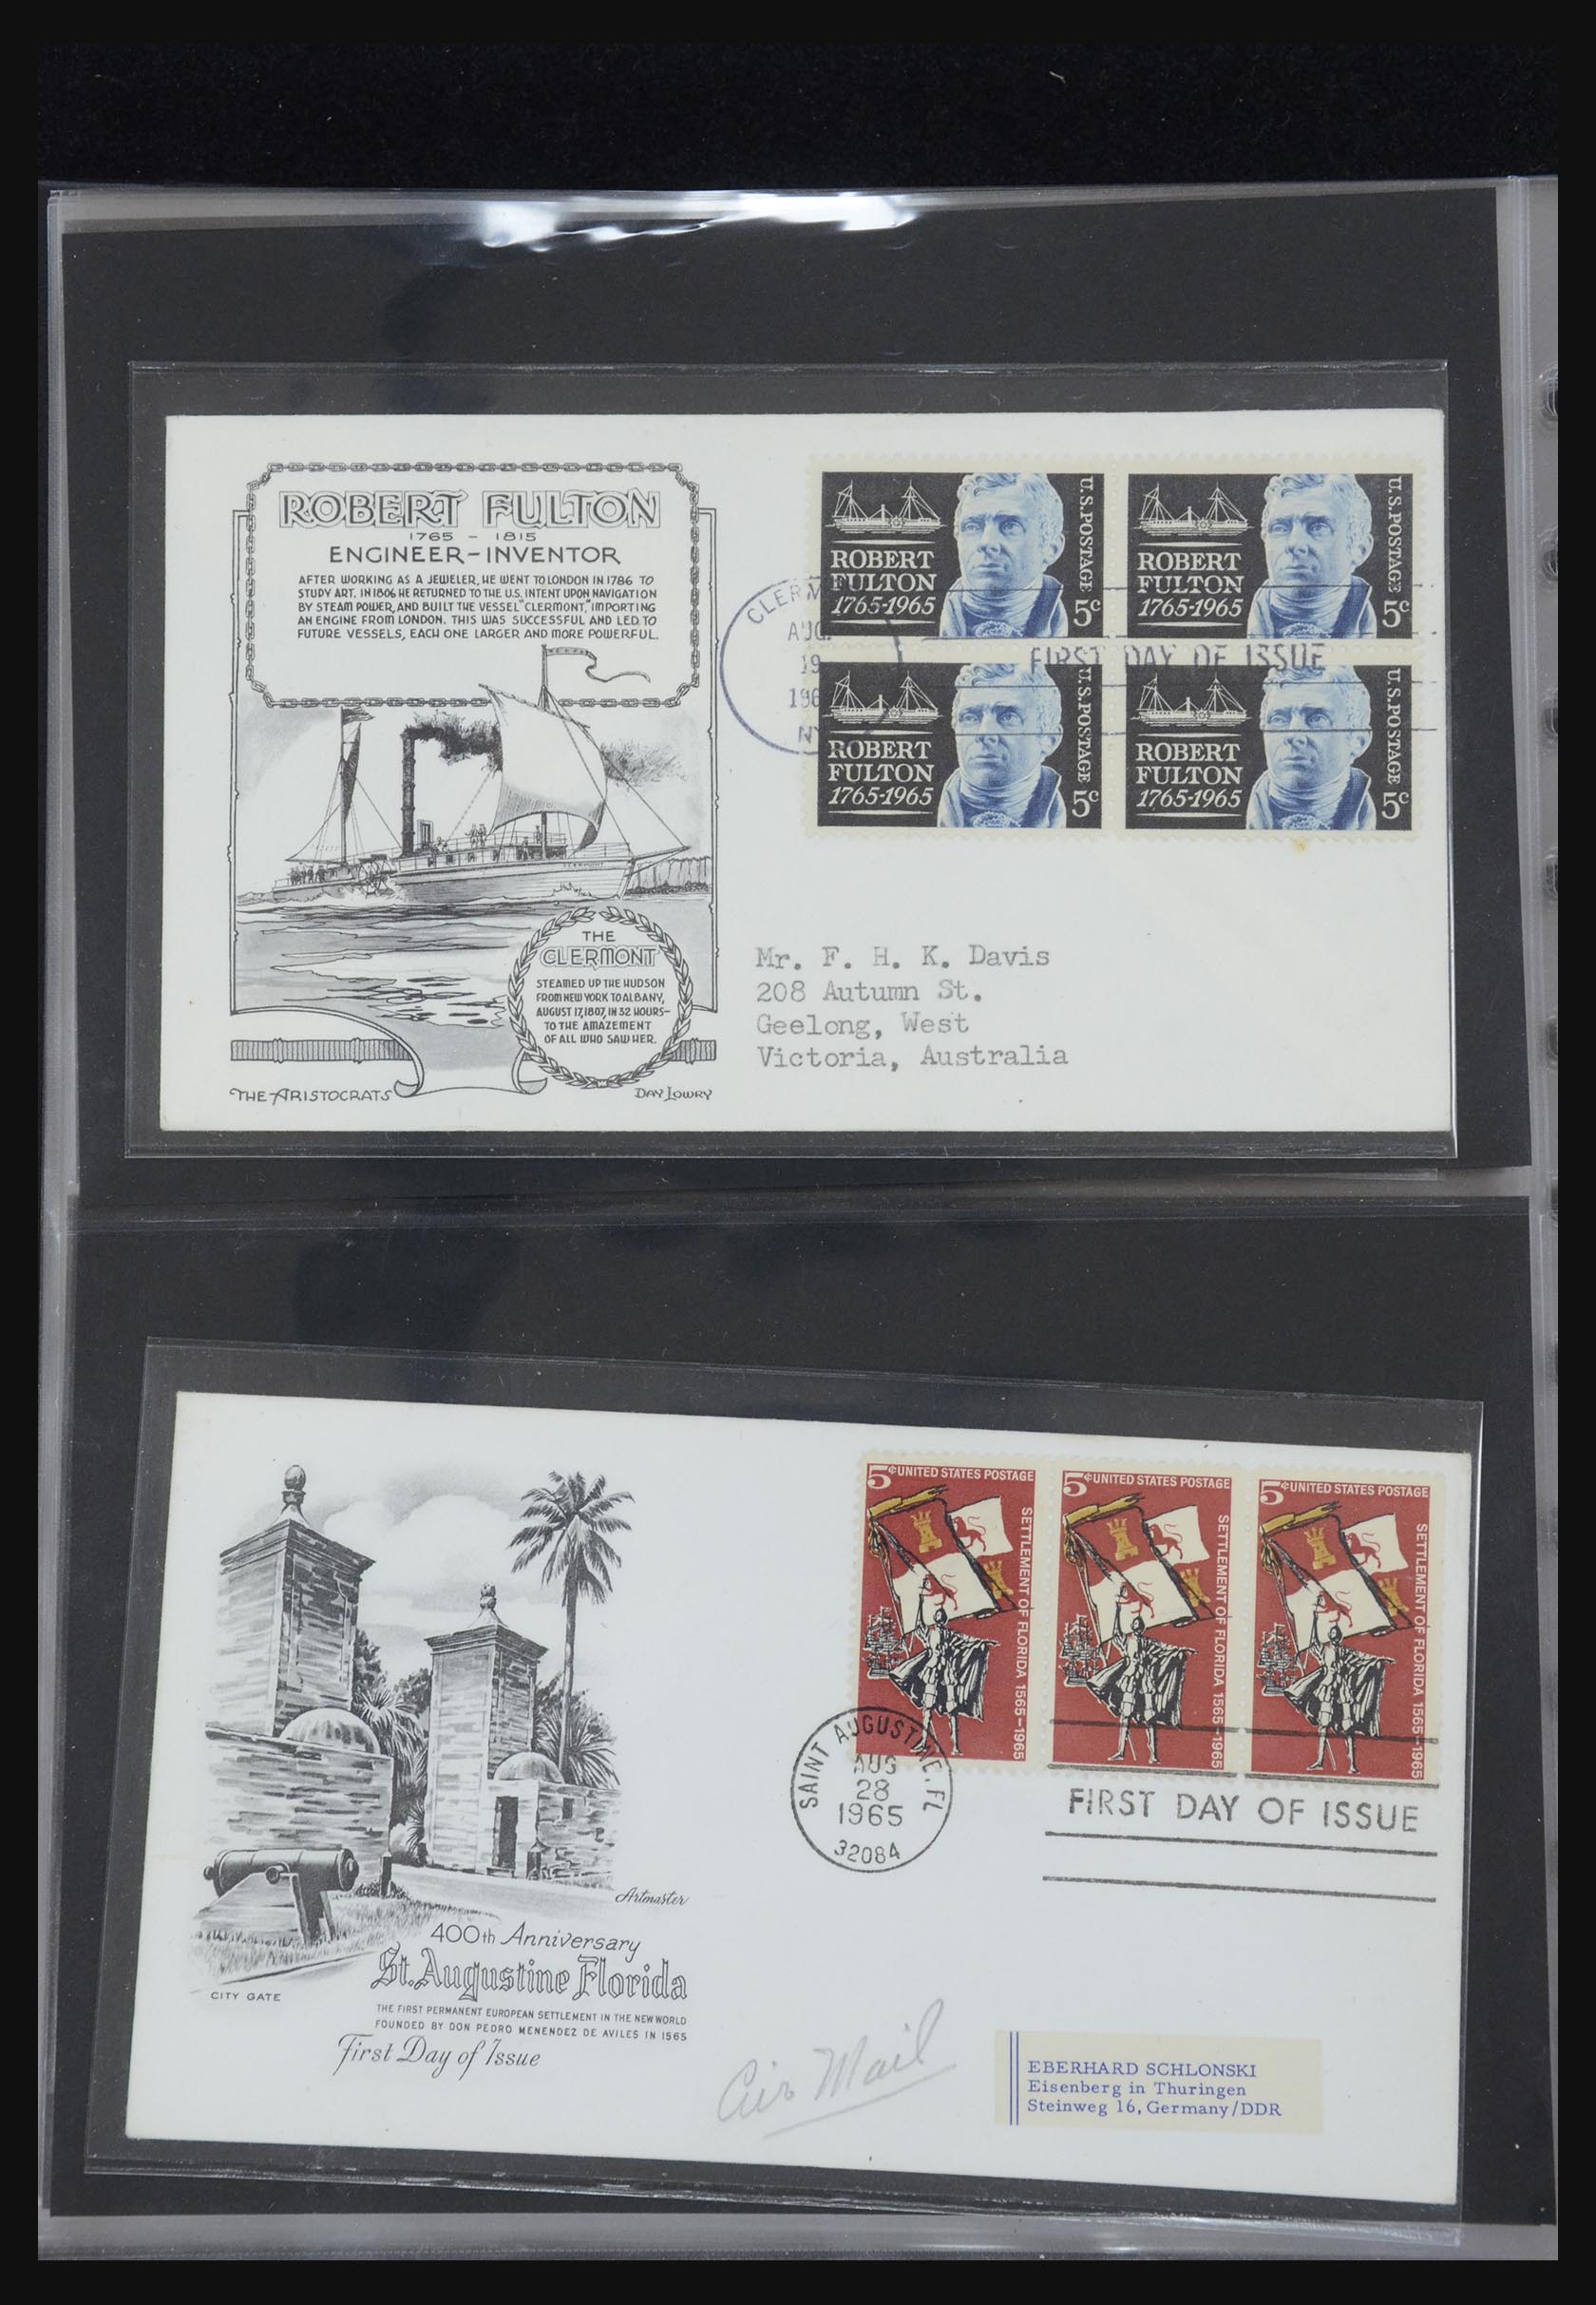 ROBERT FULTON
1765 - 1815
ENGINEER-INVENTOR
AFTER WORKING AS A JEWELER, HE WENT TO LONDON IN 1786 TO
STUDY ART. IN 1806 HE RETURNED TO THE U.S. INTENT UPON NAVIGATION
BY STEAM POWER, AND BUILT THE VESSEL "CLERMONT," IMPORTING
AN ENGINE FROM LONDON. THIS WAS SUCCESSFUL AND LED TO
FUTURE VESSELS, EACH ONE LARGER AND MORE POWERFUL.
CLERMONT
THE
CLERMONT
STEAMED UP THE HUDSON
FROM NEW YORK TO ALBANY,
AUGUST 17, 1807, IN 32 HOURS-
TO THE AMAZEMENT
OF ALL WHO SAW HER.
THE ARISTOCRATS
DAY LOWRY
ROBERT
FULTON
1765-1965
U.S. POSTAGE
5c
ROBERT
FULTON
1765-1965
U.S. POSTAGE
5c
ROBERT
FULTON
1765-1965
U.S. POSTAGE
5c
ROBERT
FULTON
1765-1965
U.S. POSTAGE
5c
AUG
19
NY
FIRST DAY OF ISSUE
Mr. F. H. K. Davis
208 Autumn St.
Geelong, West
Victoria, Australia
5¢ UNITED STATES POSTAGE
SETTLEMENT OF FLORIDA 1565-1965
5¢ UNITED STATES POSTAGE
SETTLEMENT OF FLORIDA 1565-1965
5¢ UNITED STATES POSTAGE
SETTLEMENT OF FLORIDA 1565-1965
SAINT AUGUSTINE, FL
AUG
28
1965
32084
FIRST DAY OF ISSUE
Artmaster
400th Anniversary
St. Augustine Florida
CITY GATE
THE FIRST PERMANENT EUROPEAN SETTLEMENT IN THE NEW WORLD
FOUNDED BY DON PEDRO MENENDEZ DE AVILES IN 1565
First Day of Issue
Air Mail
EBERHARD SCHLONSKI
Eisenberg in Thuringen
Steinweg 16, Germany/DDR